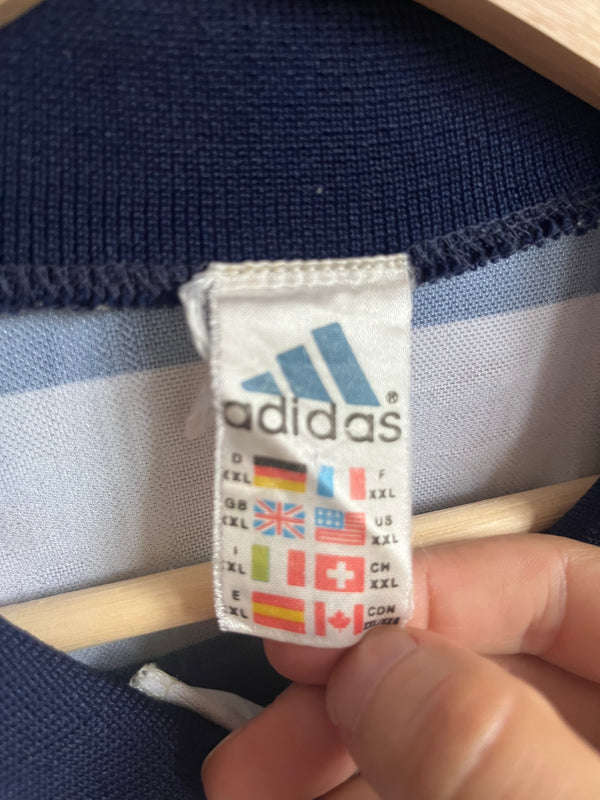 adidas®
D F
XXL XXL
GB US
XXL XXL
I CH
XL XXL
E CDN
XL